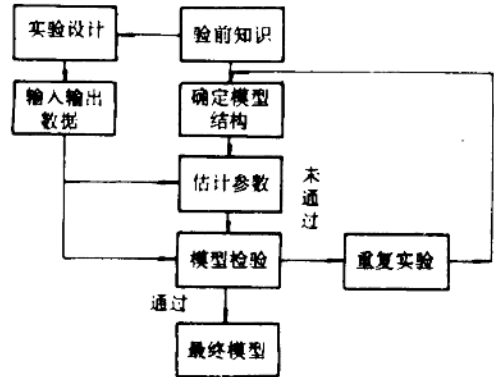 实验设计
验前知识
输入输出
数据
确定模型
结构
估计参数
未
通
过
模型检验
重复实验
通过
最终模型